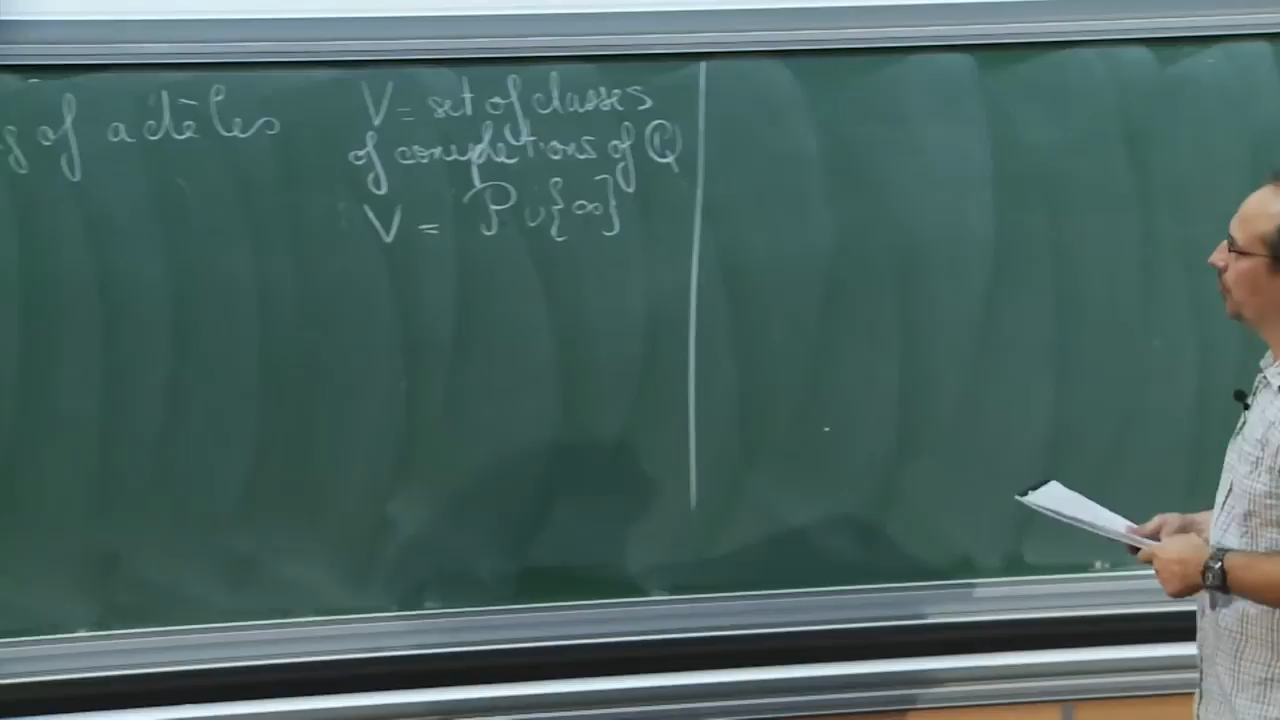 of adèles
V = set of classes
of completions of ℚ
V = P ∪ {∞}